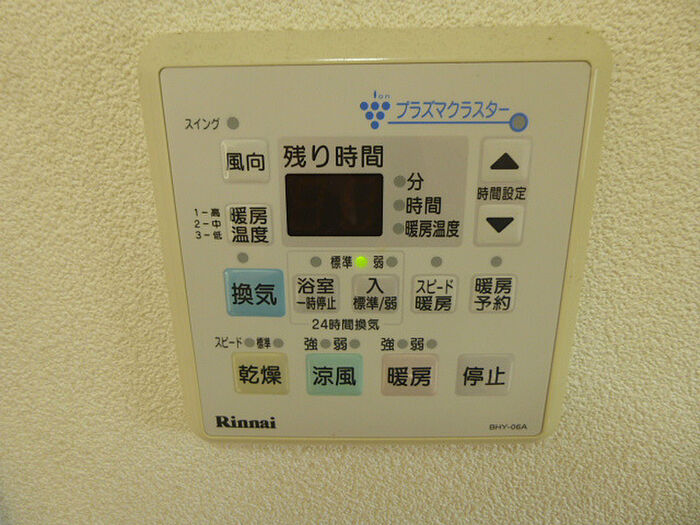 ion
プラズマクラスター
スイング
風向
残り時間
分
時間
暖房温度
時間設定
1-高
2-中
3-低
暖房
温度
標準 弱
換気
浴室
一時停止
入
標準/弱
スピード
暖房
暖房
予約
24時間換気
スピード 標準
強 弱
強 弱
乾燥
涼風
暖房
停止
Rinnai
BHY-06A